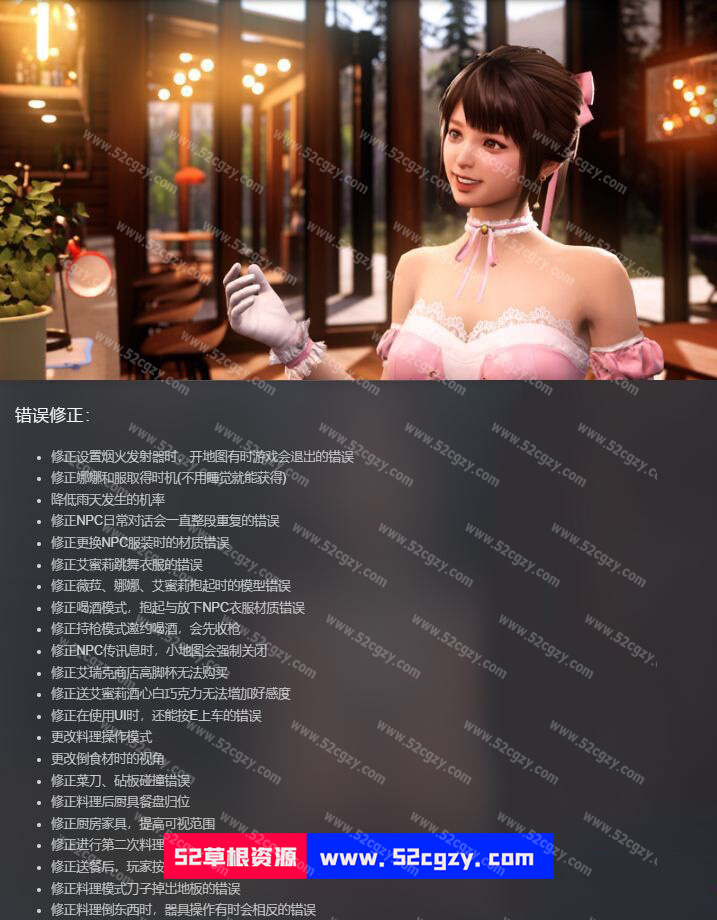 错误修正：
修正设置烟火发射器时，开地图有时游戏会退出的错误
修正娜娜和服取得时机(不用睡觉就能获得)
降低雨天发生的机率
修正NPC日常对话会一直整段重复的错误
修正更换NPC服装时的材质错误
修正艾蜜莉跳舞衣服的错误
修正薇菈、娜娜、艾蜜莉抱起时的模型错误
修正喝酒模式，抱起与放下NPC衣服材质错误
修正持枪模式邀约喝酒，会先收枪
修正NPC传讯息时，小地图会强制关闭
修正艾瑞克商店高脚杯无法购买
修正送艾蜜莉酒心白巧克力无法增加好感度
修正在使用UI时，还能按E上车的错误
更改料理操作模式
更改倒食材时的视角
修正菜刀、砧板碰撞错误
修正料理后厨具餐盘归位
修正厨房家具，提高可视范围
修正进行第二次料理
修正送餐后、玩家按
52草根资源 www.52cgzy.com
修正料理模式刀子掉出地板的错误
修正料理倒东西时，器具操作有时会相反的错误
www.52cgzy.com